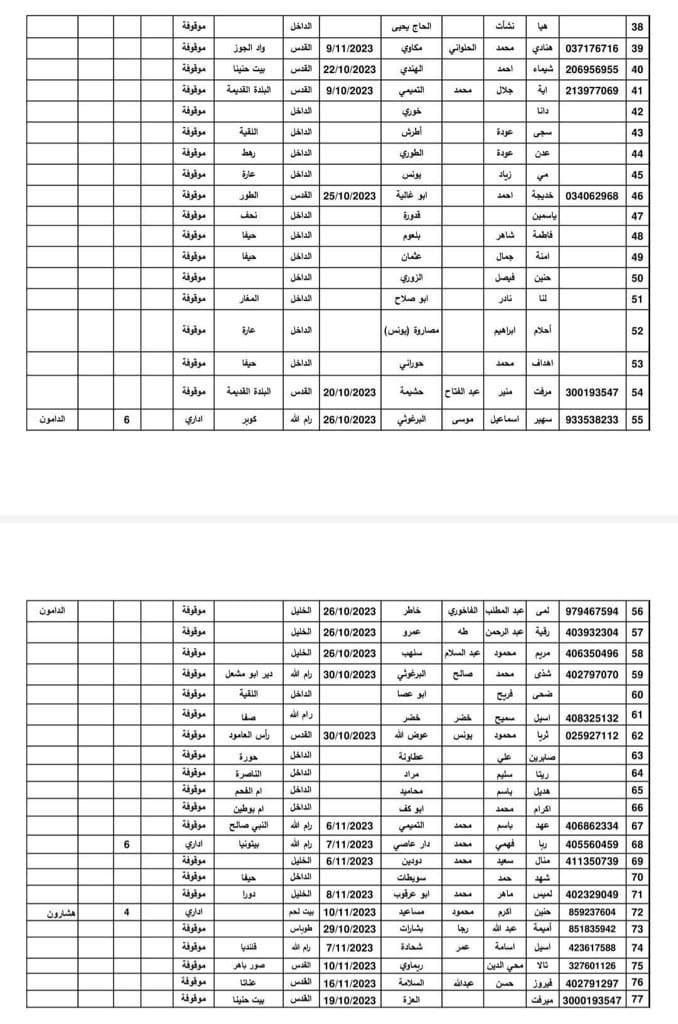 38 هيا نشأت الحاج يحيى الداخل موقوفة
39 037176716 هنادي محمد الحلواني مكاوي 9/11/2023 القدس واد الجوز موقوفة
40 206956955 شيماء احمد الهندي 22/10/2023 القدس بيت حنينا موقوفة
41 213977069 اية جلال محمد التميمي 9/10/2023 القدس البلدة القديمة موقوفة
42 دانا خوري الداخل موقوفة
43 سجى عودة أطرش الداخل اللقية موقوفة
44 عدن عودة الطوري الداخل رهط موقوفة
45 مي زياد يونس الداخل عارة موقوفة
46 034062968 خديجة احمد ابو غالية 25/10/2023 القدس الطور موقوفة
47 ياسمين قدورة الداخل نحف موقوفة
48 فاطمة شاهر بلعوم الداخل حيفا موقوفة
49 امنة جمال عثمان الداخل حيفا موقوفة
50 حنين فيصل الزوري الداخل موقوفة
51 لنا نادر ابو صلاح الداخل المغار موقوفة
52 أحلام ابراهيم مصاروة (يونس) الداخل عارة موقوفة
53 اهداف محمد حوراني الداخل حيفا موقوفة
54 300193547 مرفت منير عبد الفتاح حشيمة 20/10/2023 القدس البلدة القديمة موقوفة
55 933538233 سهير اسماعيل موسى البرغوثي 26/10/2023 رام الله كوبر اداري 6 الدامون
56 979467594 لمى عبد المطلب الفاخوري خاطر 26/10/2023 الخليل موقوفة الدامون
57 403932304 رقية عبد الرحمن طه عمرو 26/10/2023 الخليل موقوفة
58 406350496 مريم محمود عبد السلام سلهب 26/10/2023 الخليل موقوفة
59 402797070 شذى محمد صالح البرغوثي 30/10/2023 رام الله دير ابو مشعل موقوفة
60 ضحى فريح ابو عصا الداخل اللقية موقوفة
61 408325132 اسيل سميح خضر خضر رام الله صفا موقوفة
62 025927112 ثريا محمود يونس عوض الله 30/10/2023 القدس رأس العامود موقوفة
63 صابرين علي عطاونة الداخل حورة موقوفة
64 ريتا سليم مراد الداخل الناصرة موقوفة
65 هديل باسم محاميد الداخل ام الفحم موقوفة
66 اكرام محمد ابو كف الداخل ام بوطين موقوفة
67 406862334 عهد باسم محمد التميمي 6/11/2023 رام الله النبي صالح موقوفة
68 405560459 ربا فهمي محمد دار عاصي 7/11/2023 رام الله بيتونيا اداري 6
69 411350739 منال سعيد محمد دودين 6/11/2023 الخليل موقوفة
70 شهد حمد سويطات الداخل حيفا موقوفة
71 402329049 لميس ماهر محمد ابو عرقوب 8/11/2023 الخليل دورا موقوفة
72 859237604 حنين اكرم محمود مساعيد 10/11/2023 بيت لحم اداري 4 هشارون
73 851835942 أميمة عبد الله رجا بشارات 29/10/2023 طوباس موقوفة
74 423617588 اسيل اسامة عمر شحادة 7/11/2023 رام الله قلنديا موقوفة
75 327601126 تالا محي الدين ريماوي 10/11/2023 القدس صور باهر موقوفة
76 402791297 فيروز حسن عبدالله السلامة 16/11/2023 القدس عناتا موقوفة
77 3000193547 ميرفت العزة 19/10/2023 القدس بيت حنينا موقوفة